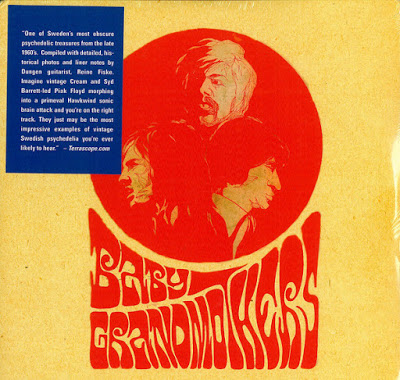 "One of Sweden's most obscure
psychedelic treasures from the late
1960's. Compiled with detailed, his-
torical photos and liner notes by
Dungen guitarist, Reine Fiske.
Imagine vintage Cream and Syd
Barrett-led Pink Floyd morphing
into a primeval Hawkwind sonic
brain attack and you're on the right
track. They just may be the most
impressive examples of vintage
Swedish psychedelia you're ever
likely to hear." – Terrascope.com
BABY
GRANDMOTHERS